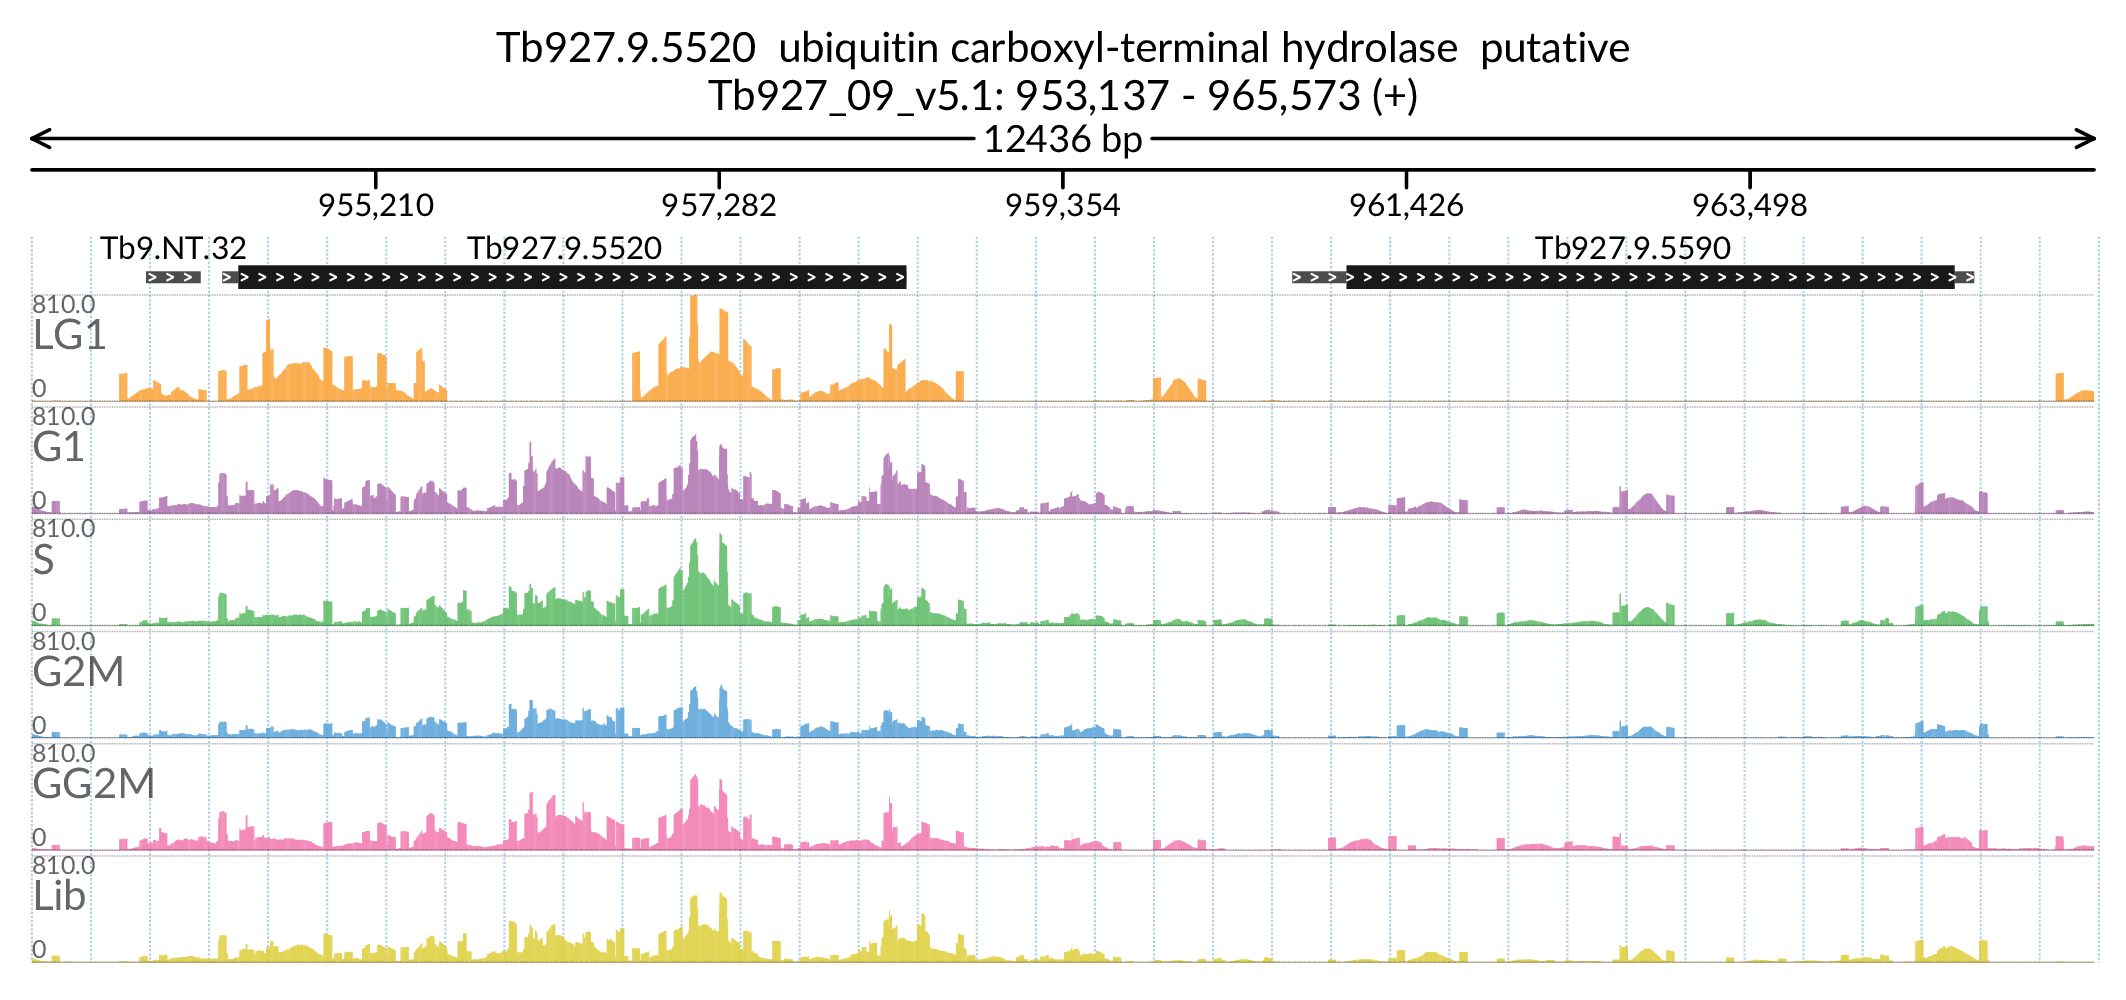 Tb927.9.5520  ubiquitin carboxyl-terminal hydrolase  putative
Tb927_09_v5.1: 953,137 - 965,573 (+)
12436 bp
955,210 957,282 959,354 961,426 963,498
Tb9.NT.32 Tb927.9.5520 Tb927.9.5590
810.0
LG1
0
810.0
G1
0
810.0
S
0
810.0
G2M
0
810.0
GG2M
0
810.0
Lib
0